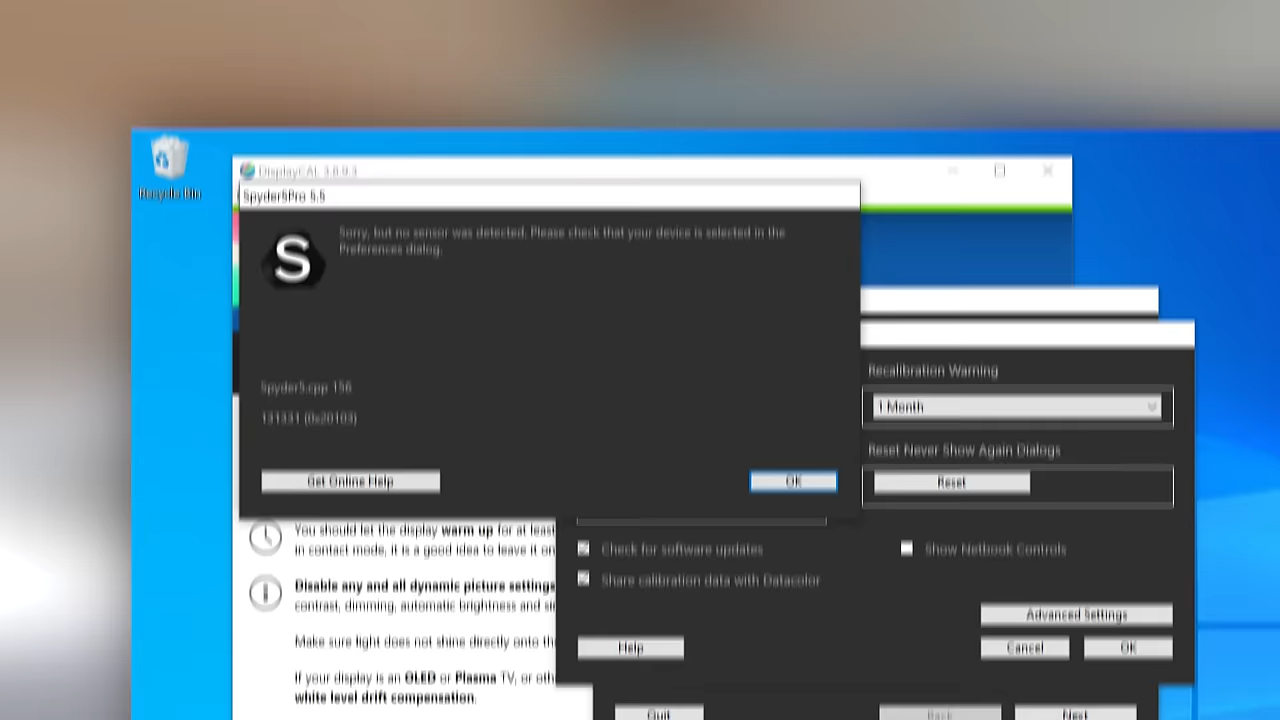 Recycle Bin
DisplayCAL 3.8.9.3
Spyder5Pro 5.5
S
Sorry, but no sensor was detected. Please check that your device is selected in the
Preferences dialog.
Spyder5.cpp 156
131331 (0x20103)
Get Online Help
OK
Recalibration Warning
1 Month
Reset Never Show Again Dialogs
Reset
You should let the display warm up for at least
in contact mode, it is a good idea to leave it on
Check for software updates
Show Netbook Controls
Share calibration data with Datacolor
Disable any and all dynamic picture settings
contrast, dimming, automatic brightness and
Advanced Settings
Make sure light does not shine directly onto
Help
Cancel
OK
If your display is an OLED or Plasma TV, or
white level drift compensation.
Quit
Back
Next